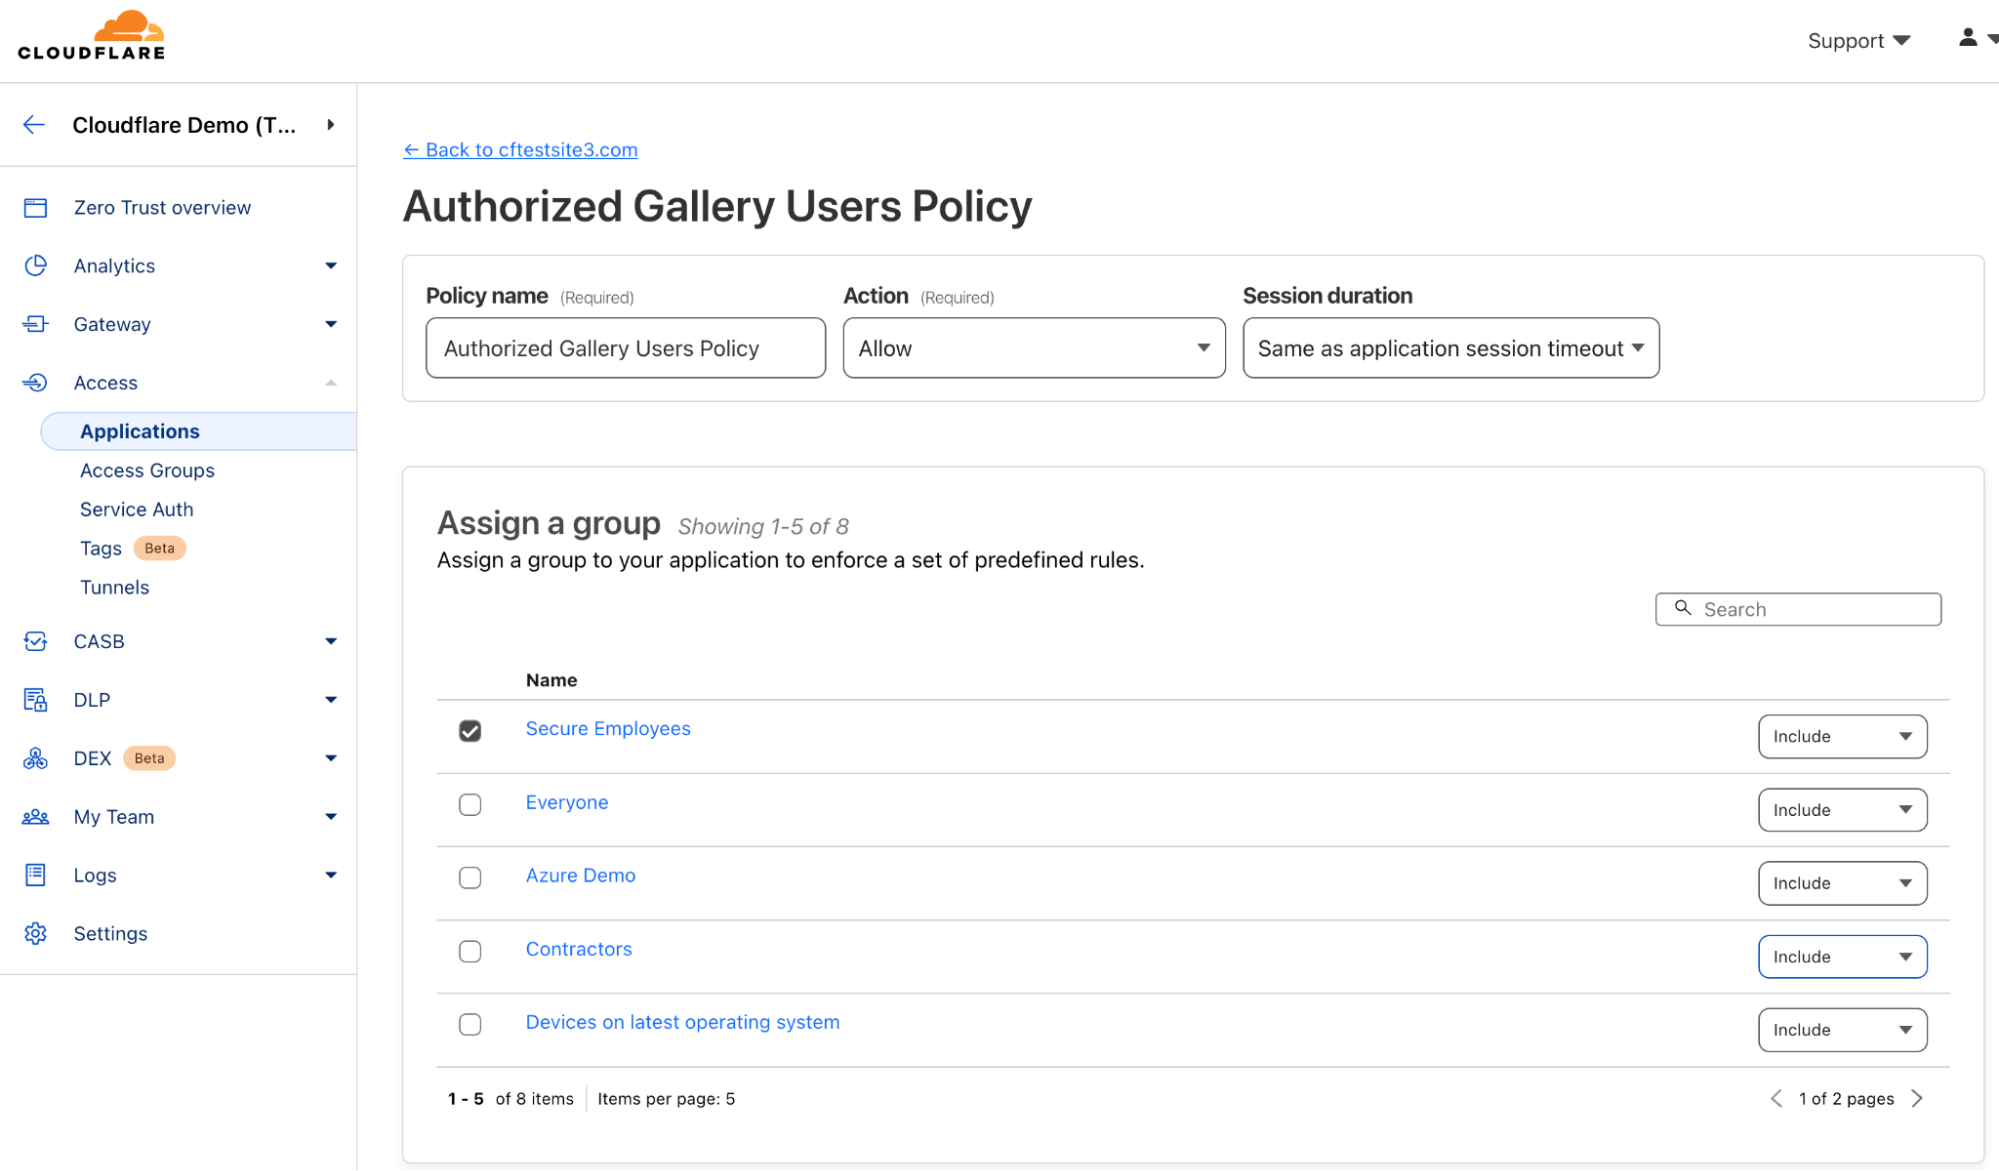 CLOUDFLARE
Support
Cloudflare Demo (T...
Zero Trust overview
Analytics
Gateway
Access
Applications
Access Groups
Service Auth
Tags Beta
Tunnels
CASB
DLP
DEX Beta
My Team
Logs
Settings
← Back to cftestsite3.com
Authorized Gallery Users Policy
Policy name (Required) Action (Required) Session duration
Authorized Gallery Users Policy Allow Same as application session timeout
Assign a group Showing 1-5 of 8
Assign a group to your application to enforce a set of predefined rules.
Search
Name
Secure Employees Include
Everyone Include
Azure Demo Include
Contractors Include
Devices on latest operating system Include
1 - 5 of 8 items Items per page: 5 1 of 2 pages